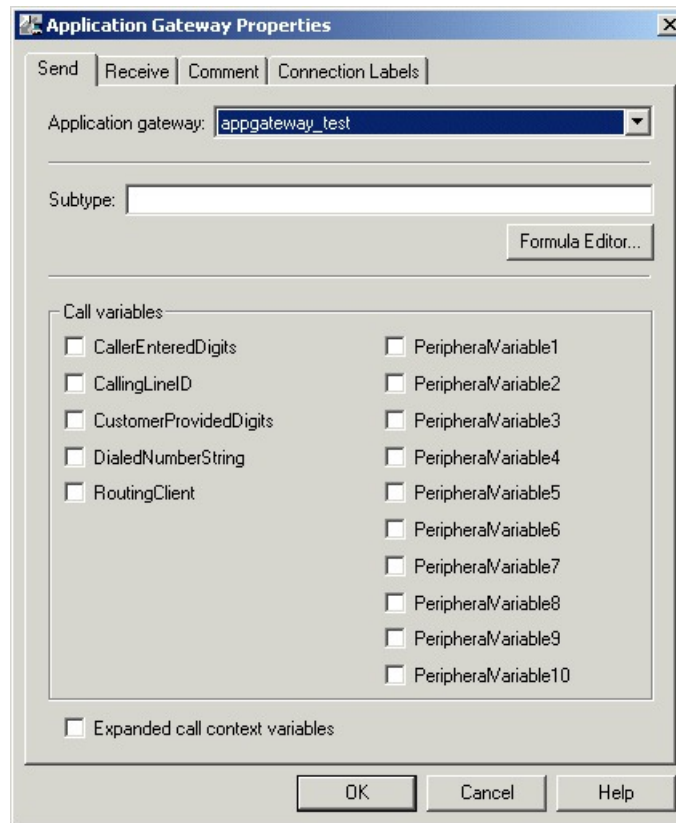 Application Gateway Properties
Send Receive Comment Connection Labels
Application gateway: appgateway_test
Subtype:
Formula Editor...
Call variables
CallerEnteredDigits PeripheralVariable1
CallingLineID PeripheralVariable2
CustomerProvidedDigits PeripheralVariable3
DialedNumberString PeripheralVariable4
RoutingClient PeripheralVariable5
PeripheralVariable6
PeripheralVariable7
PeripheralVariable8
PeripheralVariable9
PeripheralVariable10
Expanded call context variables
OK Cancel Help